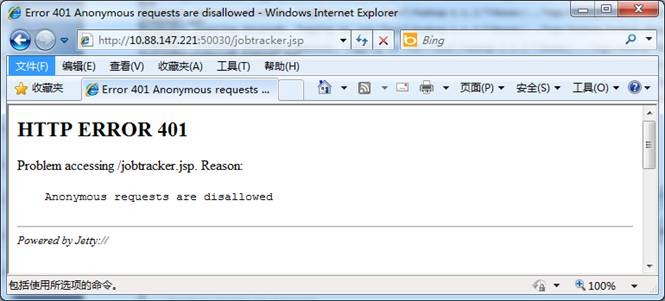 Error 401 Anonymous requests are disallowed - Windows Internet Explorer
http://10.88.147.221:50030/jobtracker.jsp
Bing
文件(F) 编辑(E) 查看(V) 收藏夹(A) 工具(T) 帮助(H)
收藏夹 Error 401 Anonymous requests ... 页面(P) 安全(S) 工具(O)
HTTP ERROR 401
Problem accessing /jobtracker.jsp. Reason:
Anonymous requests are disallowed
Powered by Jetty://
包括使用所选项的命令。 100%